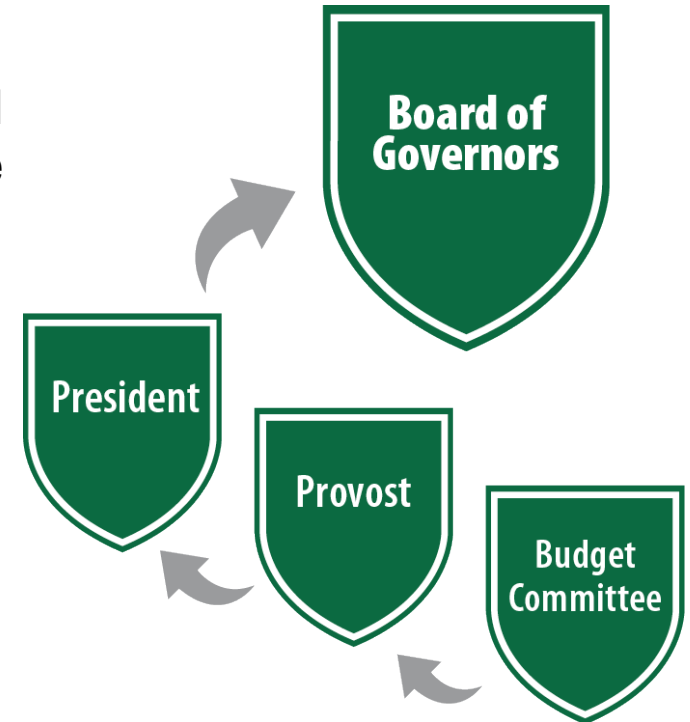 Board of
Governors
President
Provost
Budget
Committee